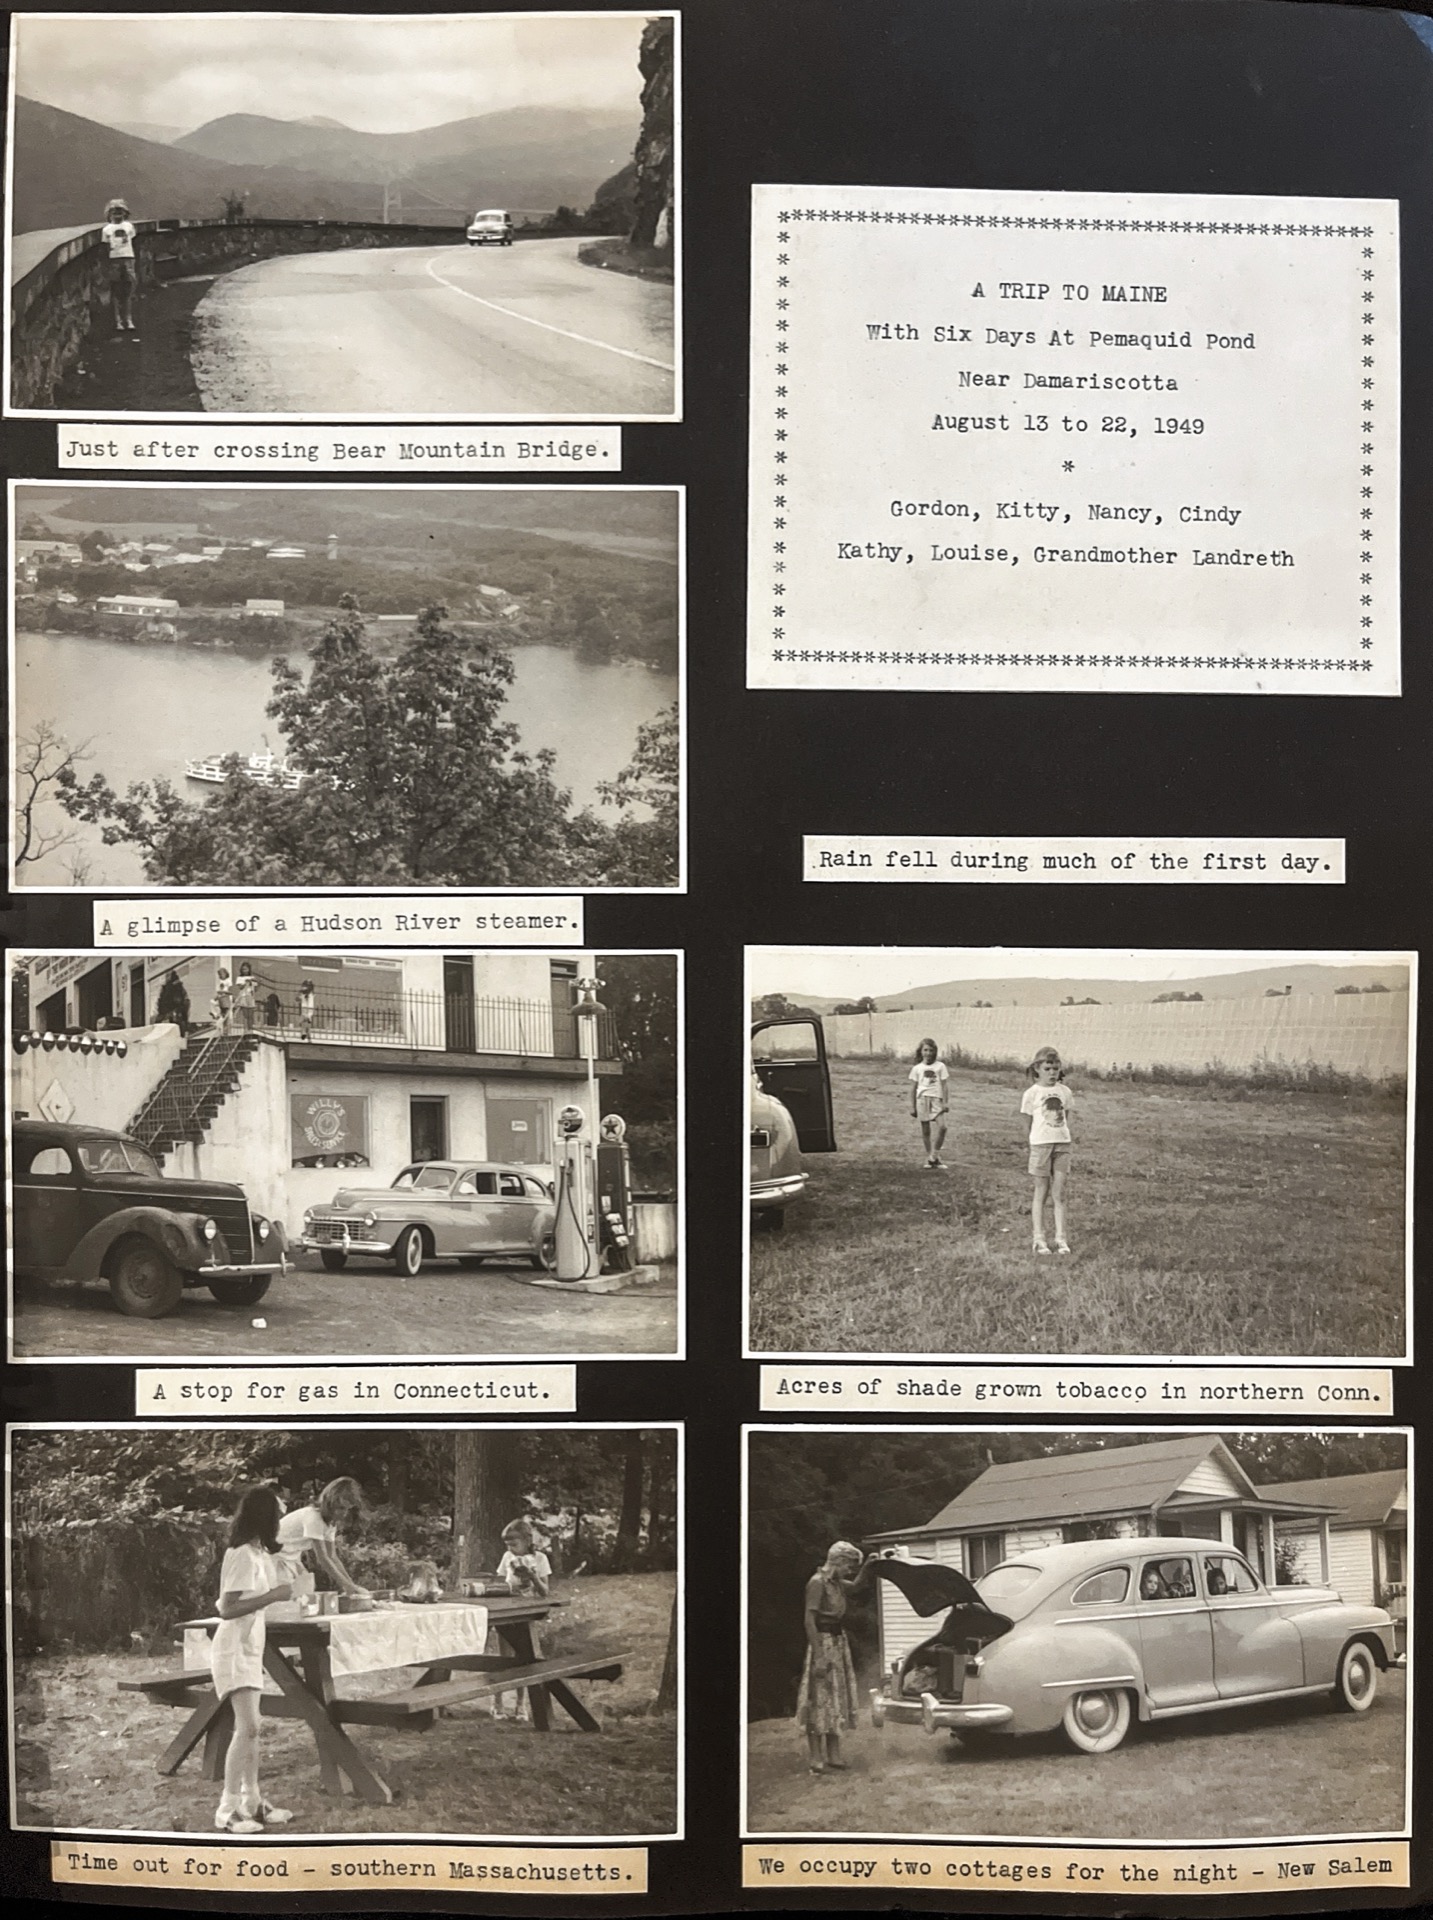 Just after crossing Bear Mountain Bridge.
A TRIP TO MAINE
With Six Days At Pemaquid Pond
Near Damariscotta
August 13 to 22, 1949
*
Gordon, Kitty, Nancy, Cindy
Kathy, Louise, Grandmother Landreth
A glimpse of a Hudson River steamer.
Rain fell during much of the first day.
WILLY'S
SERVICE
A stop for gas in Connecticut.
Acres of shade grown tobacco in northern Conn.
Time out for food - southern Massachusetts.
We occupy two cottages for the night - New Salem